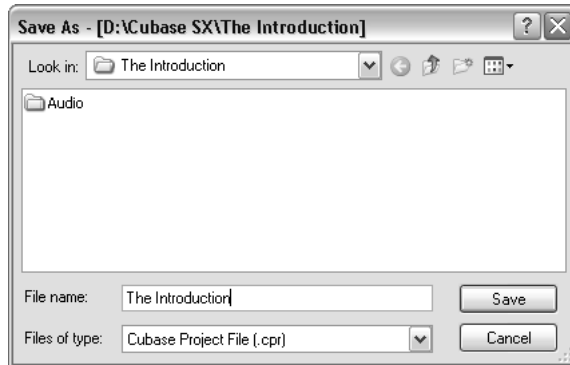 Save As - [D:\Cubase SX\The Introduction]
Look in: The Introduction
Audio
File name: The Introduction
Save
Files of type: Cubase Project File (.cpr)
Cancel